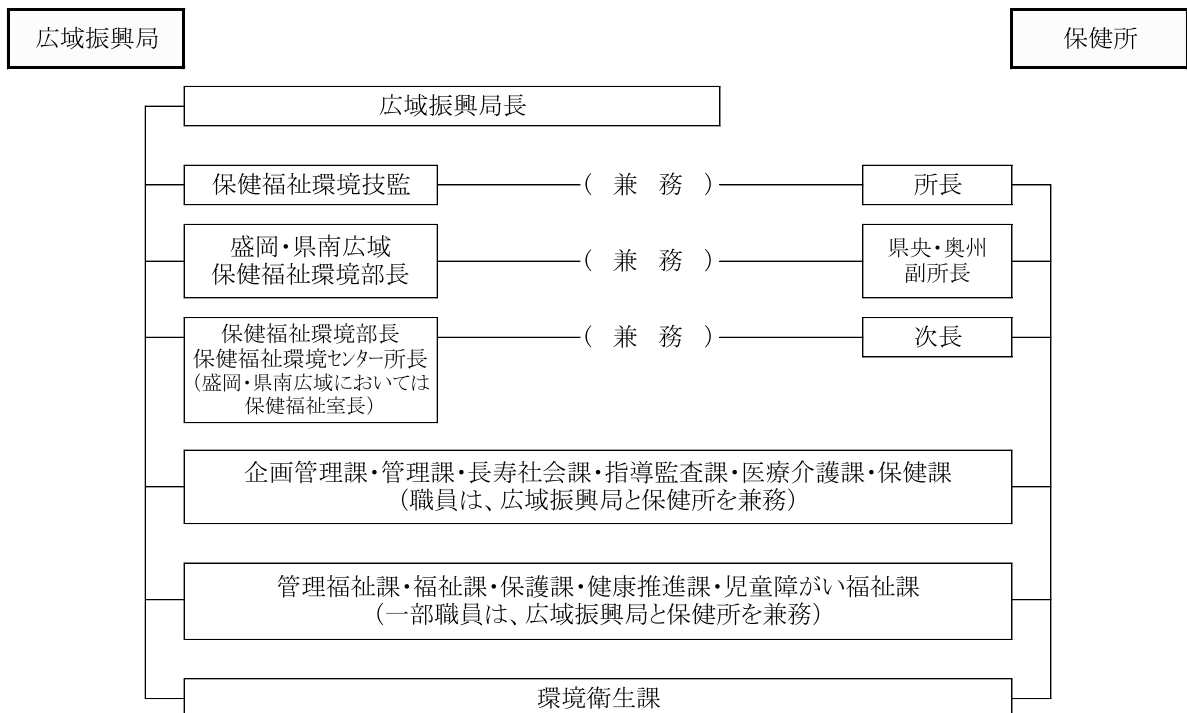 広域振興局
保健所
広域振興局長
保健福祉環境技監
( 兼 務 )
所長
盛岡・県南広域
保健福祉環境部長
( 兼 務 )
県央・奥州
副所長
保健福祉環境部長
保健福祉環境センター所長
(盛岡・県南広域においては
保健福祉室長)
( 兼 務 )
次長
企画管理課・管理課・長寿社会課・指導監査課・医療介護課・保健課
(職員は、広域振興局と保健所を兼務)
管理福祉課・福祉課・保護課・健康推進課・児童障がい福祉課
(一部職員は、広域振興局と保健所を兼務)
環境衛生課